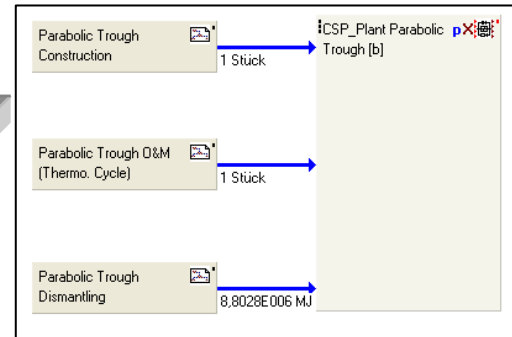 Parabolic Trough
Construction
1 Stück
CSP_Plant Parabolic pX
Trough [b]
Parabolic Trough O&M
(Thermo. Cycle)
1 Stück
Parabolic Trough
Dismantling
8,8028E006 MJ